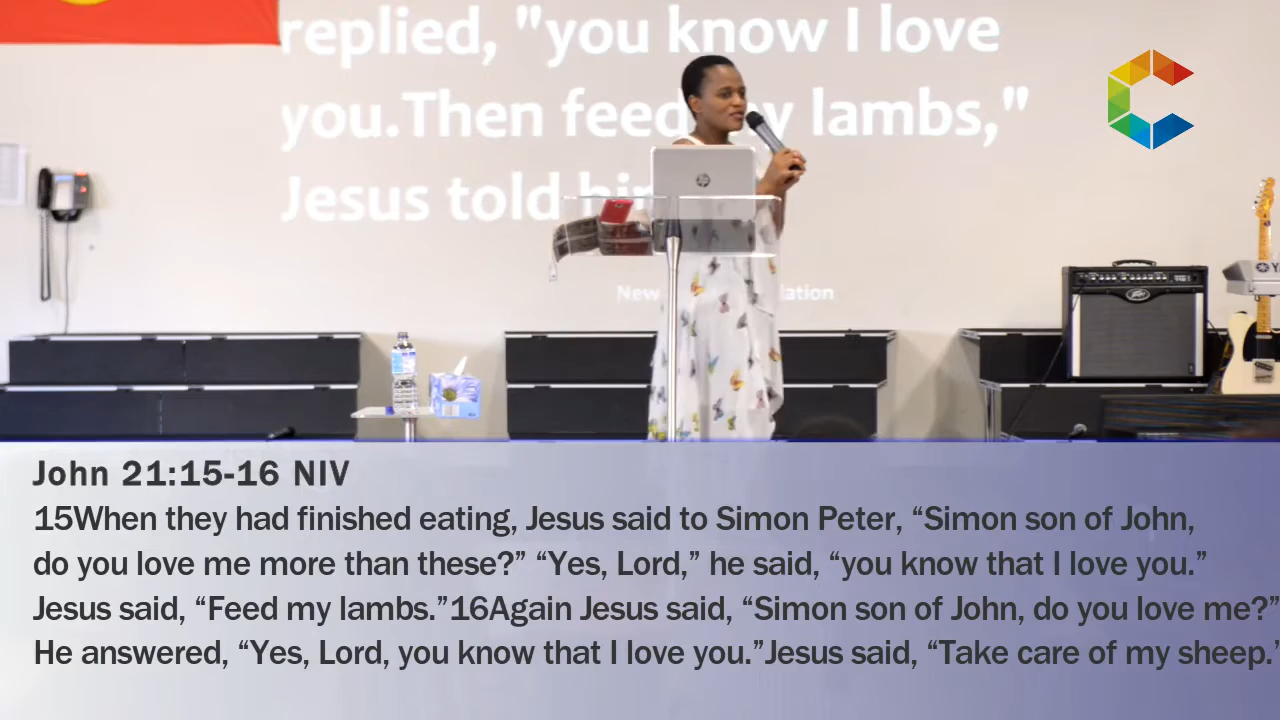 replied, "you know I love
you.Then feed my lambs,"
Jesus told him
New lation
John 21:15-16 NIV
15When they had finished eating, Jesus said to Simon Peter, “Simon son of John,
do you love me more than these?” “Yes, Lord,” he said, “you know that I love you.”
Jesus said, “Feed my lambs.”16Again Jesus said, “Simon son of John, do you love me?”
He answered, “Yes, Lord, you know that I love you.”Jesus said, “Take care of my sheep.’